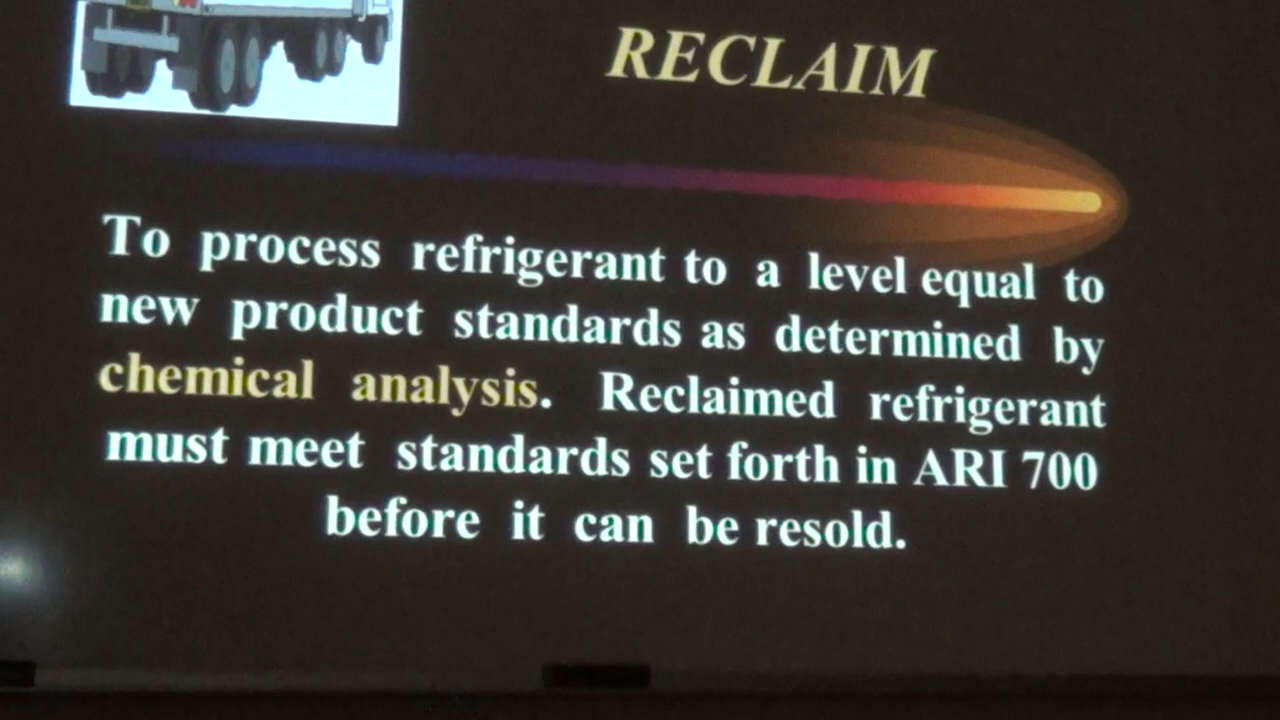 RECLAIM
To process refrigerant to a level equal to
new product standards as determined by
chemical analysis. Reclaimed refrigerant
must meet standards set forth in ARI 700
before it can be resold.